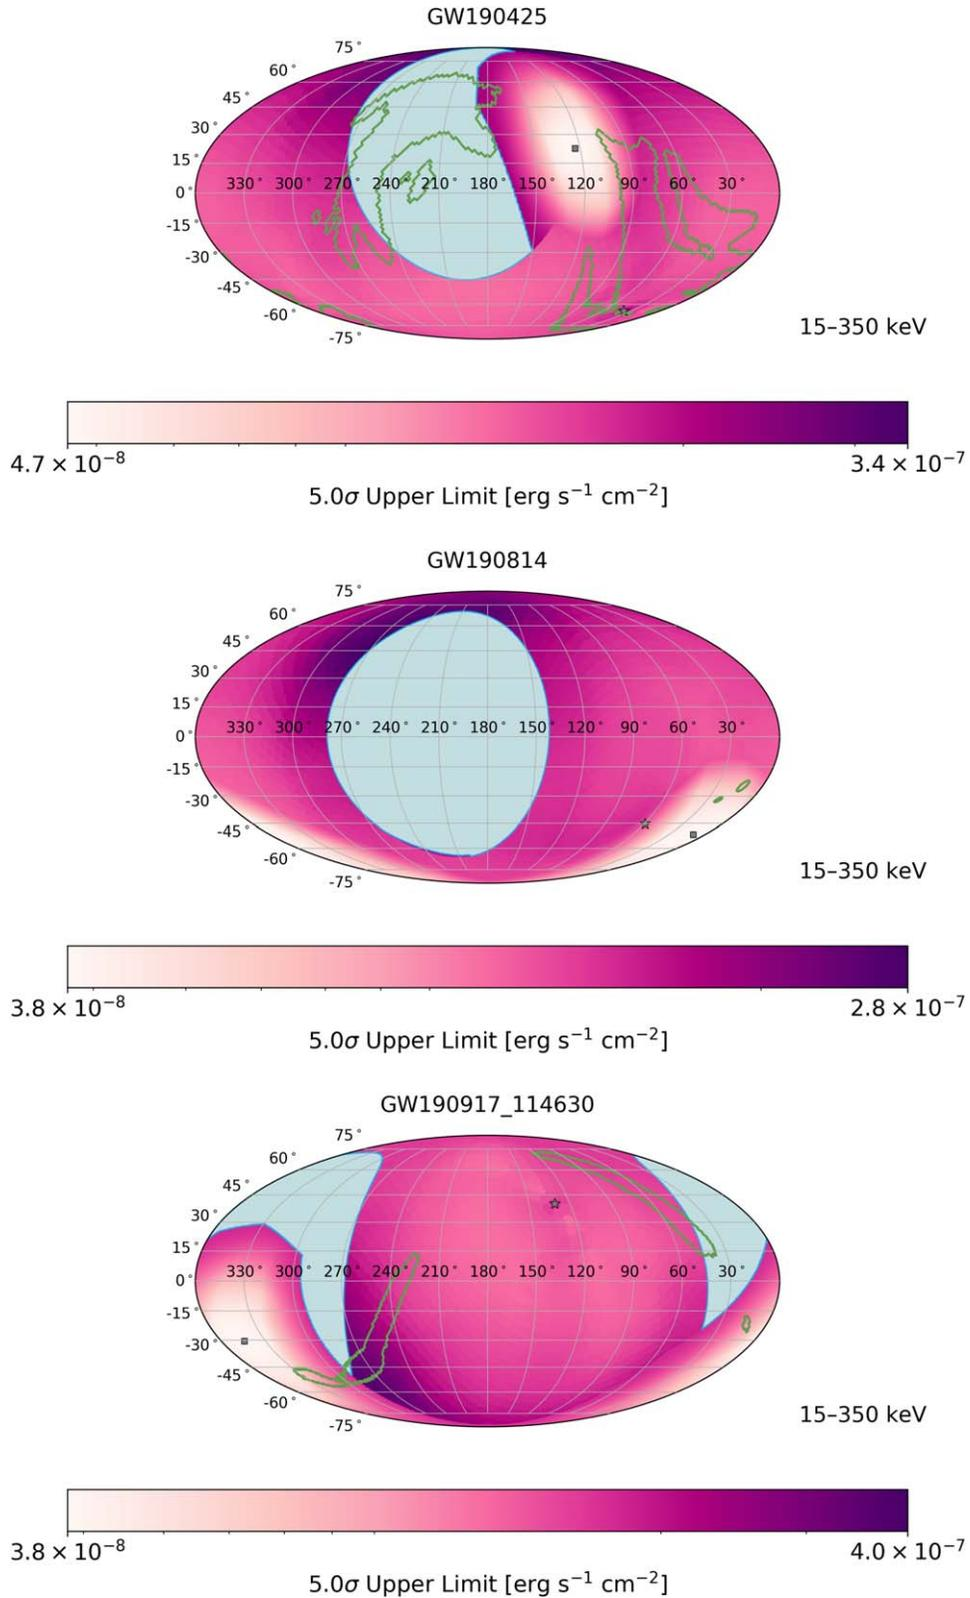 GW190425
75°
60°
45°
30°
15°
0°
-15°
-30°
-45°
-60°
-75°
330° 300° 270° 240° 210° 180° 150° 120° 90° 60° 30°
15–350 keV
4.7 × 10⁻⁸ 3.4 × 10⁻⁷
5.0σ Upper Limit [erg s⁻¹ cm⁻²]
GW190814
75°
60°
45°
30°
15°
0°
-15°
-30°
-45°
-60°
-75°
330° 300° 270° 240° 210° 180° 150° 120° 90° 60° 30°
15–350 keV
3.8 × 10⁻⁸ 2.8 × 10⁻⁷
5.0σ Upper Limit [erg s⁻¹ cm⁻²]
GW190917_114630
75°
60°
45°
30°
15°
0°
-15°
-30°
-45°
-60°
-75°
330° 300° 270° 240° 210° 180° 150° 120° 90° 60° 30°
15–350 keV
3.8 × 10⁻⁸ 4.0 × 10⁻⁷
5.0σ Upper Limit [erg s⁻¹ cm⁻²]